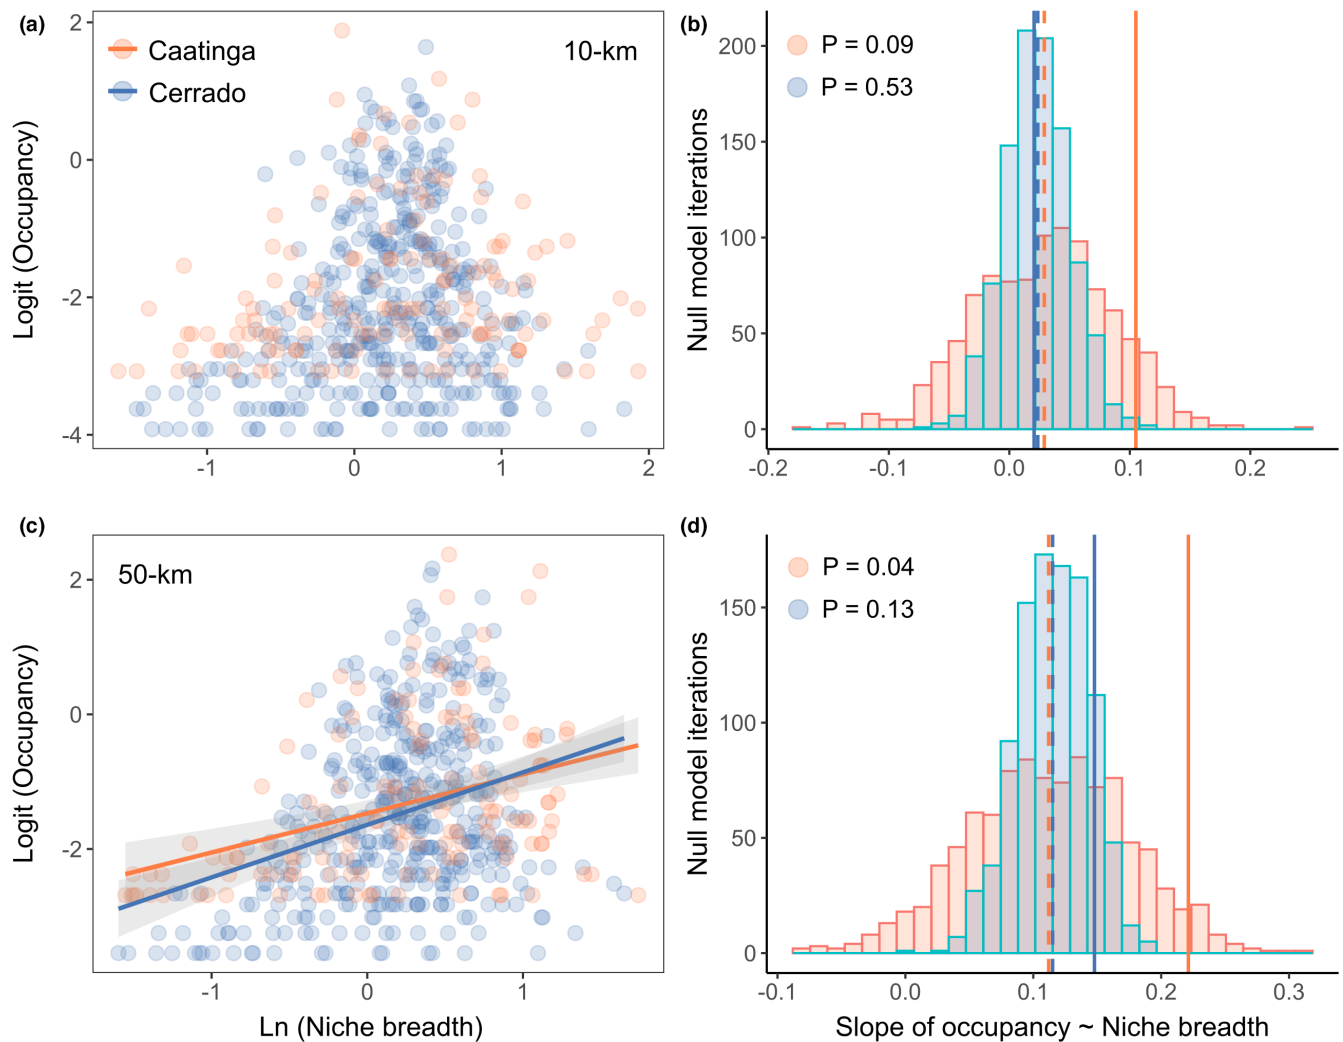 (a)
Caatinga
Cerrado
10-km
2
0
-2
-4
Logit (Occupancy)
-1
0
1
2
(b)
P = 0.09
P = 0.53
200
150
100
50
0
Null model iterations
-0.2
-0.1
0.0
0.1
0.2
(c)
50-km
2
0
-2
Logit (Occupancy)
-1
0
1
Ln (Niche breadth)
(d)
P = 0.04
P = 0.13
150
100
50
0
Null model iterations
-0.1
0.0
0.1
0.2
0.3
Slope of occupancy ~ Niche breadth